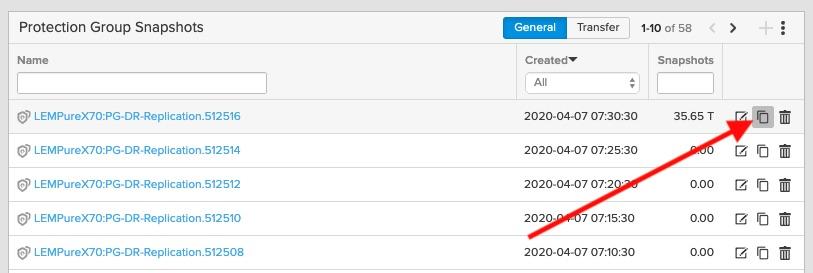 Protection Group Snapshots General Transfer 1-10 of 58
Name Created Snapshots
All
LEMPureX70:PG-DR-Replication.512516 2020-04-07 07:30:30 35.65 T
LEMPureX70:PG-DR-Replication.512514 2020-04-07 07:25:30 0.00
LEMPureX70:PG-DR-Replication.512512 2020-04-07 07:20:30 0.00
LEMPureX70:PG-DR-Replication.512510 2020-04-07 07:15:30 0.00
LEMPureX70:PG-DR-Replication.512508 2020-04-07 07:10:30 0.00